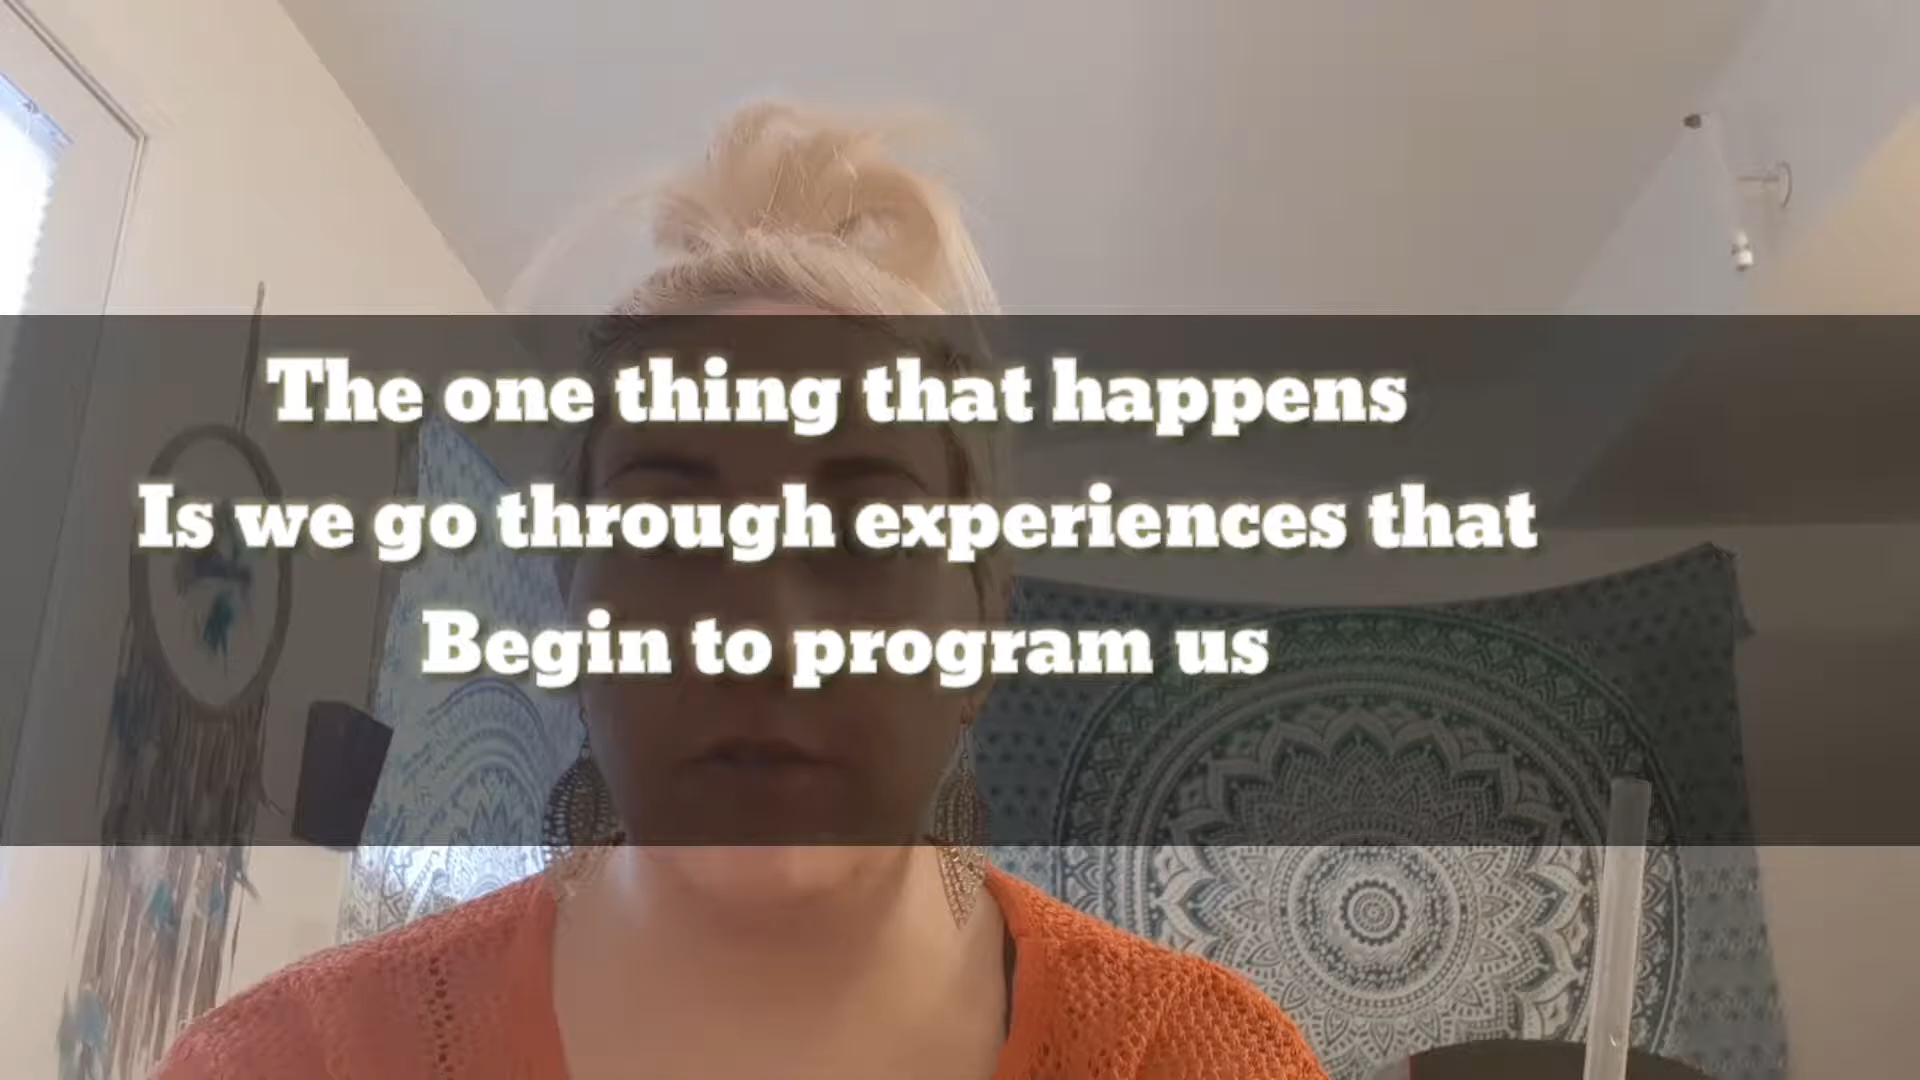 The one thing that happens
Is we go through experiences that
Begin to program us